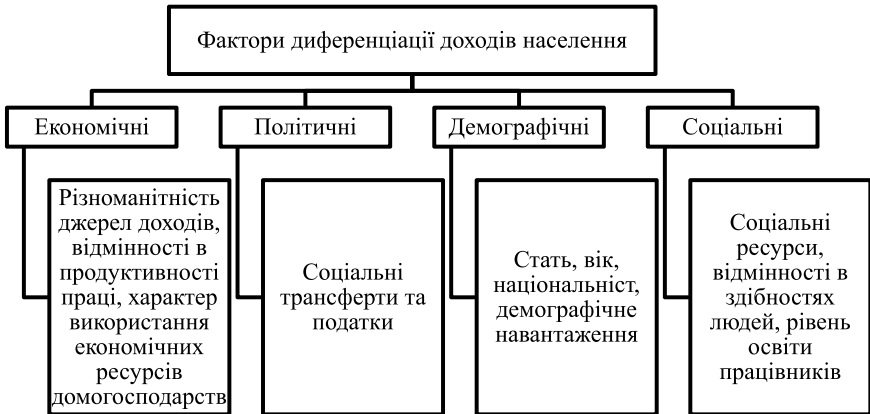 Фактори диференціації доходів населення
Економічні
Політичні
Демографічні
Соціальні
Різноманітність
джерел доходів,
відмінності в
продуктивності
праці, характер
використання
економічних
ресурсів
домогосподарств
Соціальні
трансферти та
податки
Стать, вік,
національніст,
демографічне
навантаження
Соціальні
ресурси,
відмінності в
здібностях
людей, рівень
освіти
працівників